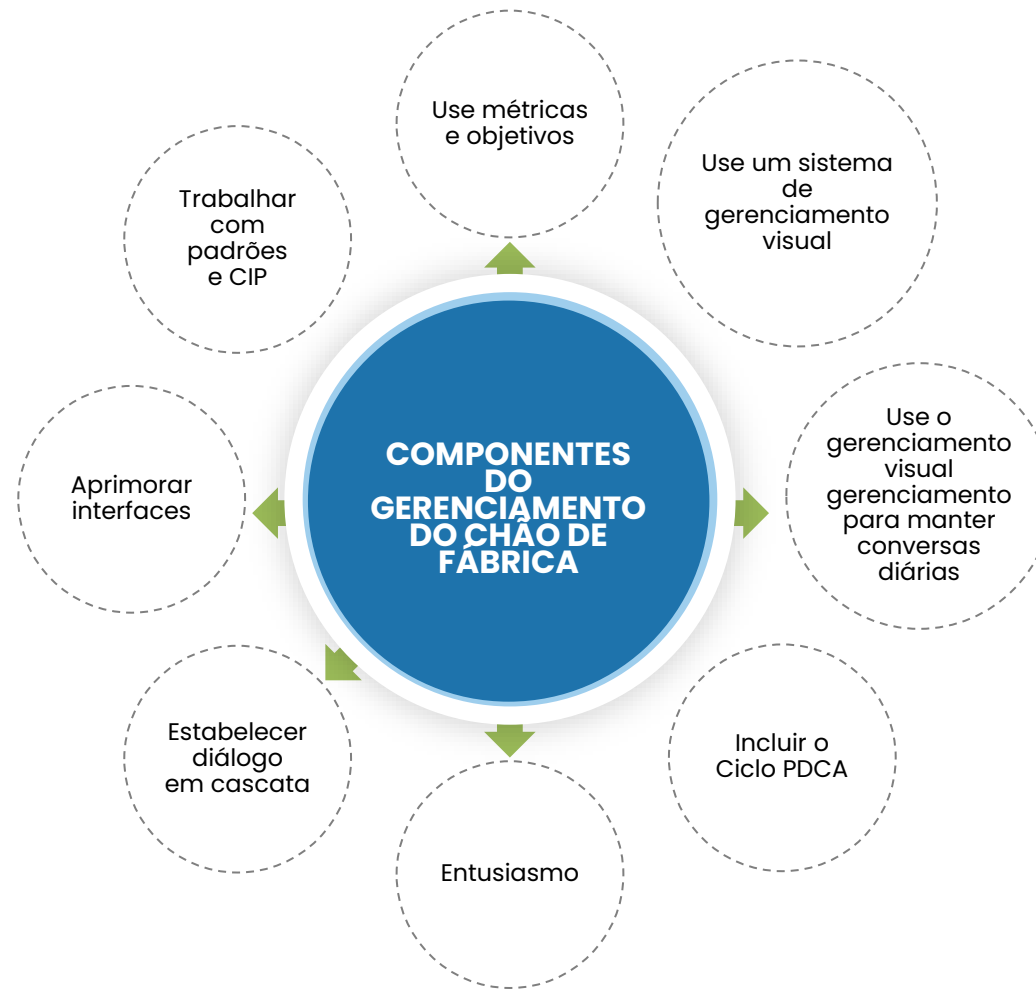 Use métricas
e objetivos
Use um sistema
de
gerenciamento
visual
Trabalhar
com
padrões
e CIP
Use o
gerenciamento
visual
gerenciamento
para manter
conversas
diárias
COMPONENTES
DO
GERENCIAMENTO
DO CHÃO DE
FÁBRICA
Aprimorar
interfaces
Estabelecer
diálogo
em cascata
Incluir o
Ciclo PDCA
Entusiasmo